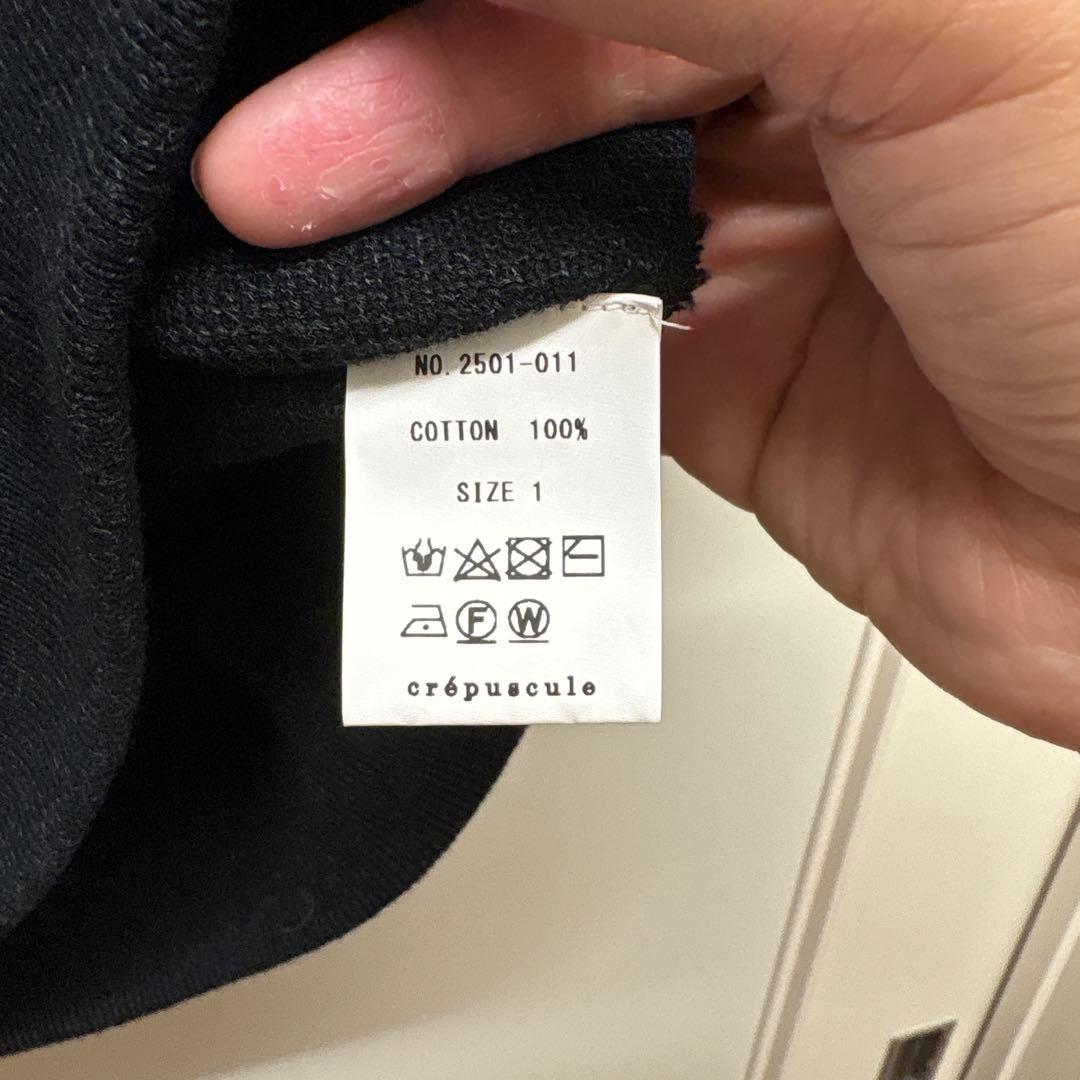 NO. 2501-011
COTTON 100%
SIZE 1
F W
crépuscule